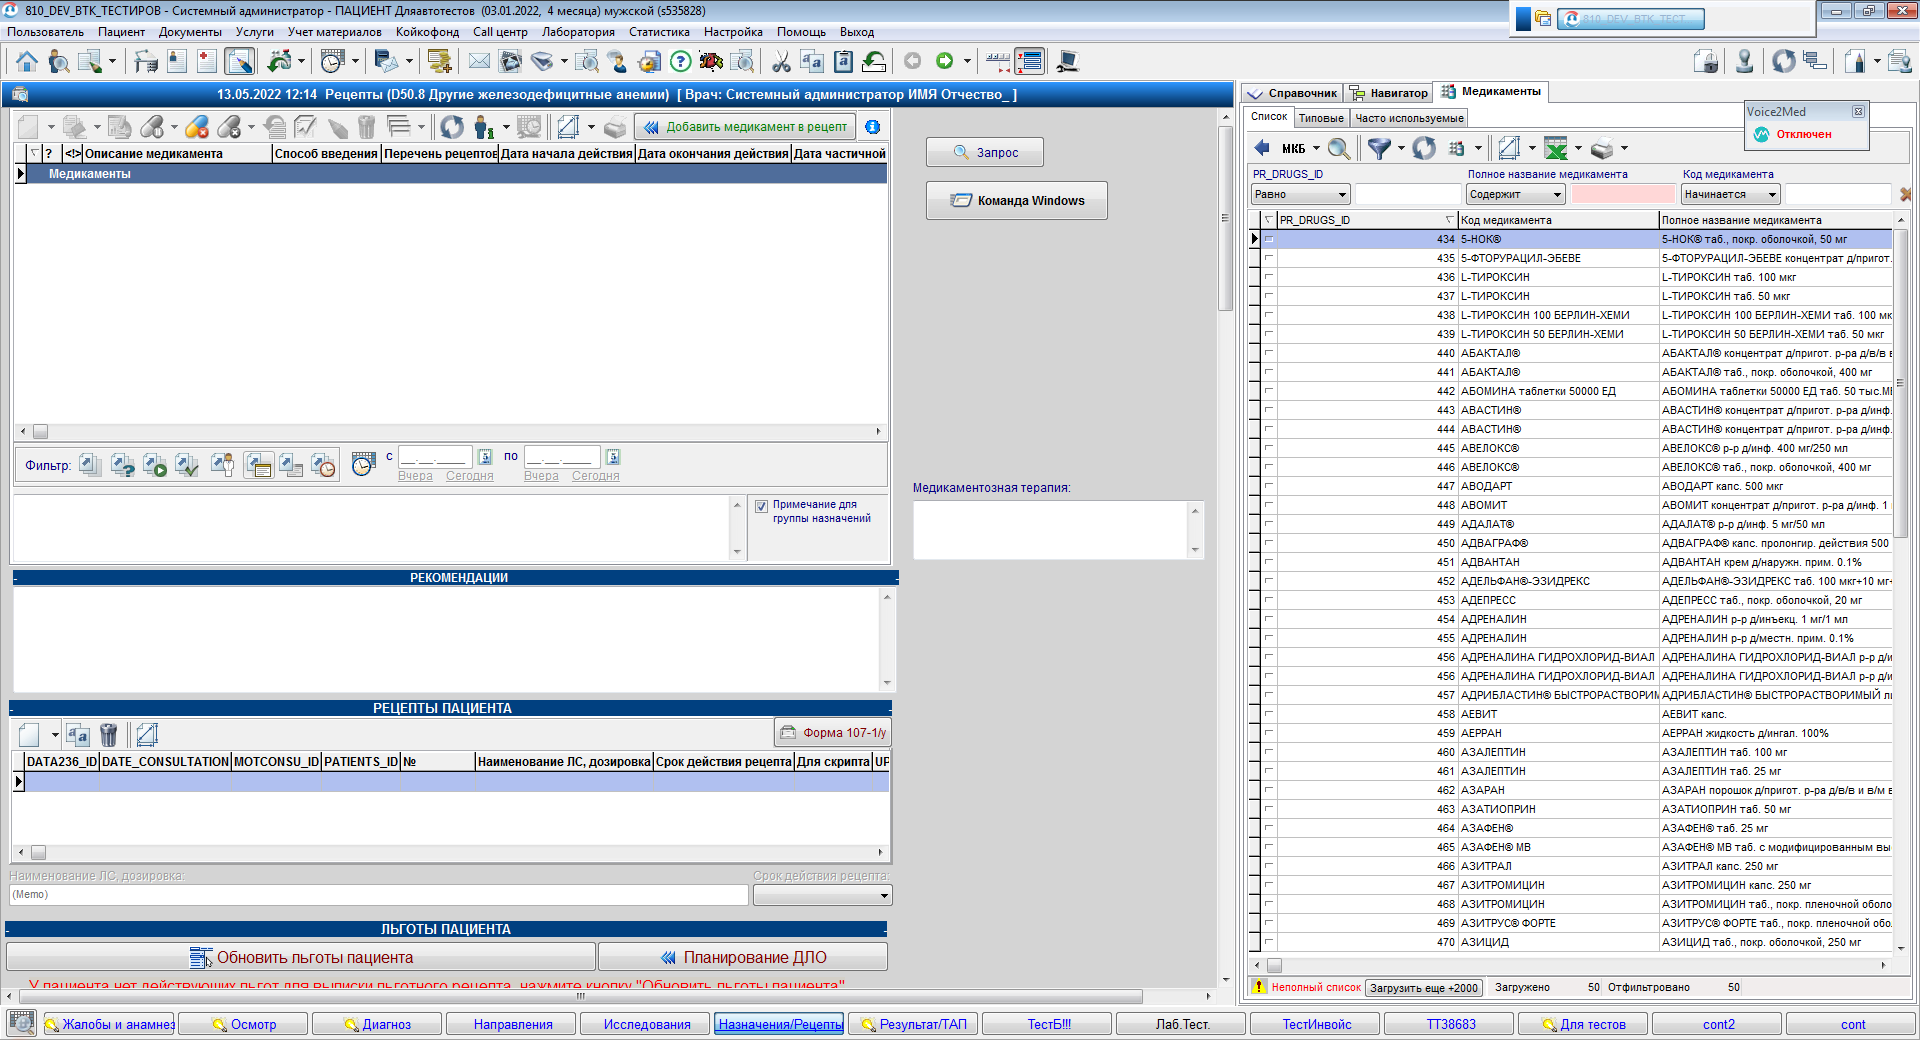 810_DEV_ВТК_ТЕСТИРОВ - Системный администратор - ПАЦИЕНТ Дляавтотестов (03.01.2022, 4 месяца) мужской (s535828)
810_DEV_BTK_ТЕСТ
Пользователь Пациент Документы Услуги Учет материалов Койкофонд Call центр Лаборатория Статистика Настройка Помощь Выход
13.05.2022 12:14 Рецепты (D50.8 Другие железодефицитные анемии) [ Врач: Системный администратор ИМЯ Отчество_ ]
Добавить медикамент в рецепт
? <!> Описание медикамента Способ введения Перечень рецептов Дата начала действия Дата окончания действия Дата частичной
Медикаменты
Запрос
Команда Windows
Фильтр:
с __.__.____ по __.__.____
Вчера Сегодня Вчера Сегодня
Примечание для
группы назначений
Медикаментозная терапия:
РЕКОМЕНДАЦИИ
РЕЦЕПТЫ ПАЦИЕНТА
Форма 107-1/у
DATA236_ID DATE_CONSULTATION MOTCONSU_ID PATIENTS_ID № Наименование ЛС, дозировка Срок действия рецепта Для скрипта UP
Наименование ЛС, дозировка: Срок действия рецепта:
(Memo)
ЛЬГОТЫ ПАЦИЕНТА
Обновить льготы пациента Планирование ДЛО
У пациента нет действующих льгот для выписки льготного рецепта, нажмите кнопку "Обновить льготы пациента"
Справочник Навигатор Медикаменты
Список Типовые Часто используемые
Voice2Med
Отключен
МКБ
PR_DRUGS_ID Полное название медикамента Код медикамента
Равно Содержит Начинается
PR_DRUGS_ID Код медикамента Полное название медикамента
434 5-НОК® 5-НОК® таб., покр. оболочкой, 50 мг
435 5-ФТОРУРАЦИЛ-ЭБЕВЕ 5-ФТОРУРАЦИЛ-ЭБЕВЕ концентрат д/пригот.
436 L-ТИРОКСИН L-ТИРОКСИН таб. 100 мкг
437 L-ТИРОКСИН L-ТИРОКСИН таб. 50 мкг
438 L-ТИРОКСИН 100 БЕРЛИН-ХЕМИ L-ТИРОКСИН 100 БЕРЛИН-ХЕМИ таб. 100 мк
439 L-ТИРОКСИН 50 БЕРЛИН-ХЕМИ L-ТИРОКСИН 50 БЕРЛИН-ХЕМИ таб. 50 мкг
440 АБАКТАЛ® АБАКТАЛ® концентрат д/пригот. р-ра д/в/в в
441 АБАКТАЛ® АБАКТАЛ® таб., покр. оболочкой, 400 мг
442 АБОМИНА таблетки 50000 ЕД АБОМИНА таблетки 50000 ЕД таб. 50 тыс.МЕ
443 АВАСТИН® АВАСТИН® концентрат д/пригот. р-ра д/инф.
444 АВАСТИН® АВАСТИН® концентрат д/пригот. р-ра д/инф.
445 АВЕЛОКС® АВЕЛОКС® р-р д/инф. 400 мг/250 мл
446 АВЕЛОКС® АВЕЛОКС® таб., покр. оболочкой, 400 мг
447 АВОДАРТ АВОДАРТ капс. 500 мкг
448 АВОМИТ АВОМИТ концентрат д/пригот. р-ра д/инф. 1
449 АДАЛАТ® АДАЛАТ® р-р д/инф. 5 мг/50 мл
450 АДВАГРАФ® АДВАГРАФ® капс. пролонгир. действия 500
451 АДВАНТАН АДВАНТАН крем д/наружн. прим. 0.1%
452 АДЕЛЬФАН®-ЭЗИДРЕКС АДЕЛЬФАН®-ЭЗИДРЕКС таб. 100 мкг+10 мг+
453 АДЕПРЕСС АДЕПРЕСС таб., покр. оболочкой, 20 мг
454 АДРЕНАЛИН АДРЕНАЛИН р-р д/инъекц. 1 мг/1 мл
455 АДРЕНАЛИН АДРЕНАЛИН р-р д/местн. прим. 0.1%
456 АДРЕНАЛИНА ГИДРОХЛОРИД-ВИАЛ АДРЕНАЛИНА ГИДРОХЛОРИД-ВИАЛ р-р д/и
456 АДРЕНАЛИНА ГИДРОХЛОРИД-ВИАЛ АДРЕНАЛИНА ГИДРОХЛОРИД-ВИАЛ р-р д/и
457 АДРИБЛАСТИН® БЫСТРОРАСТВОРИМ АДРИБЛАСТИН® БЫСТРОРАСТВОРИМЫЙ ли
458 АЕВИТ АЕВИТ капс.
459 АЕРРАН АЕРРАН жидкость д/ингал. 100%
460 АЗАЛЕПТИН АЗАЛЕПТИН таб. 100 мг
461 АЗАЛЕПТИН АЗАЛЕПТИН таб. 25 мг
462 АЗАРАН АЗАРАН порошок д/пригот. р-ра д/в/в и в/м в
463 АЗАТИОПРИН АЗАТИОПРИН таб. 50 мг
464 АЗАФЕН® АЗАФЕН® таб. 25 мг
465 АЗАФЕН® МВ АЗАФЕН® МВ таб. с модифицированным вы
466 АЗИТРАЛ АЗИТРАЛ капс. 250 мг
467 АЗИТРОМИЦИН АЗИТРОМИЦИН капс. 250 мг
468 АЗИТРОМИЦИН АЗИТРОМИЦИН таб., покр. пленочной оболо
469 АЗИТРУС® ФОРТЕ АЗИТРУС® ФОРТЕ таб., покр. пленочной обо
470 АЗИЦИД АЗИЦИД таб., покр. оболочкой, 250 мг
Неполный список Загрузить еще +2000 Загружено 50 Отфильтровано 50
Жалобы и анамнез Осмотр Диагноз Направления Исследования Назначения/Рецепты Результат/ТАП ТестБ!!! Лаб.Тест. ТестИнвойс ТТ38683 Для тестов cont2 cont